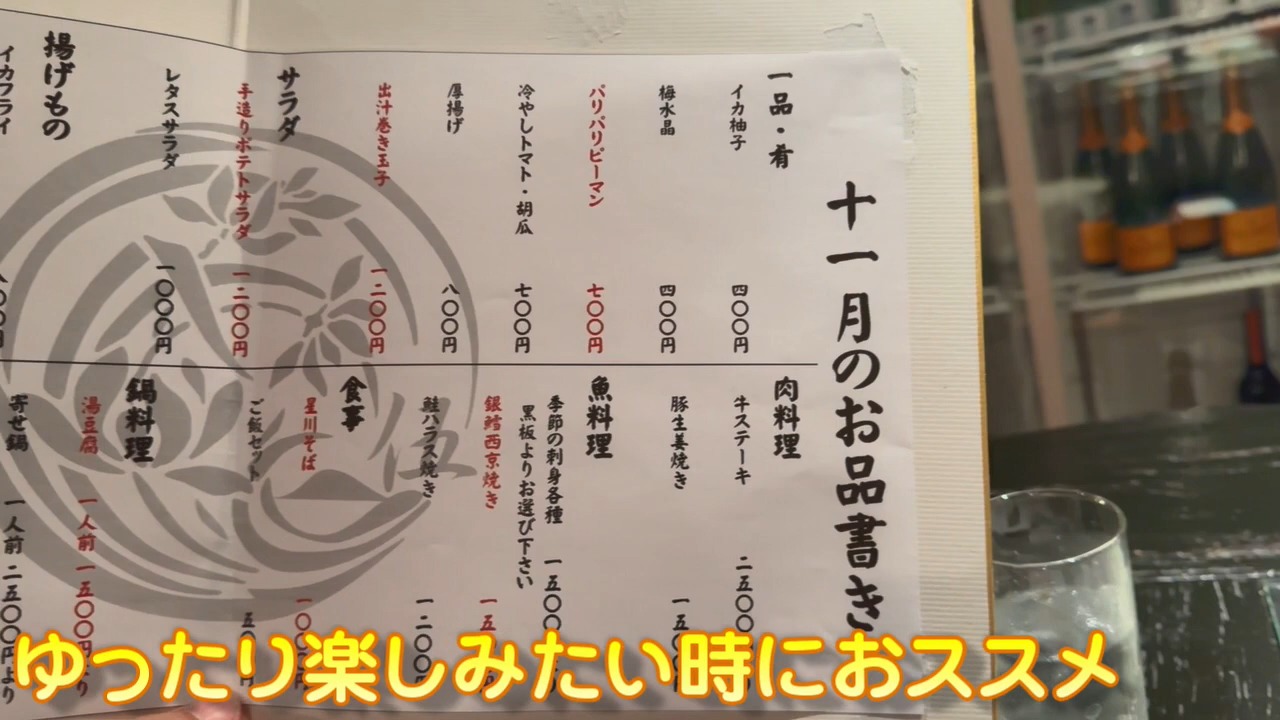 十一月のお品書き
一品・肴
イカ柚子 四〇〇円
梅水晶 四〇〇円
パリパリピーマン 七〇〇円
冷やしトマト・胡瓜 七〇〇円
厚揚げ 八〇〇円
出汁巻き玉子 一二〇〇円
サラダ
手造りポテトサラダ 一二〇〇円
レタスサラダ 一〇〇〇円
揚げもの
イカフライ 八〇〇円
肉料理
牛ステーキ 二五〇〇
豚生姜焼き 一五〇
魚料理
季節の刺身各種 一五〇〇
黒板よりお選び下さい
銀鱈西京焼き 一五
鮭ハラス焼き 一二〇〇
食事
星川そば 一〇〇
ご飯セット 五〇
鍋料理
湯豆腐 一人前 一五〇〇円より
寄せ鍋 一人前 二五〇〇円より
ゆったり楽しみたい時におススメ